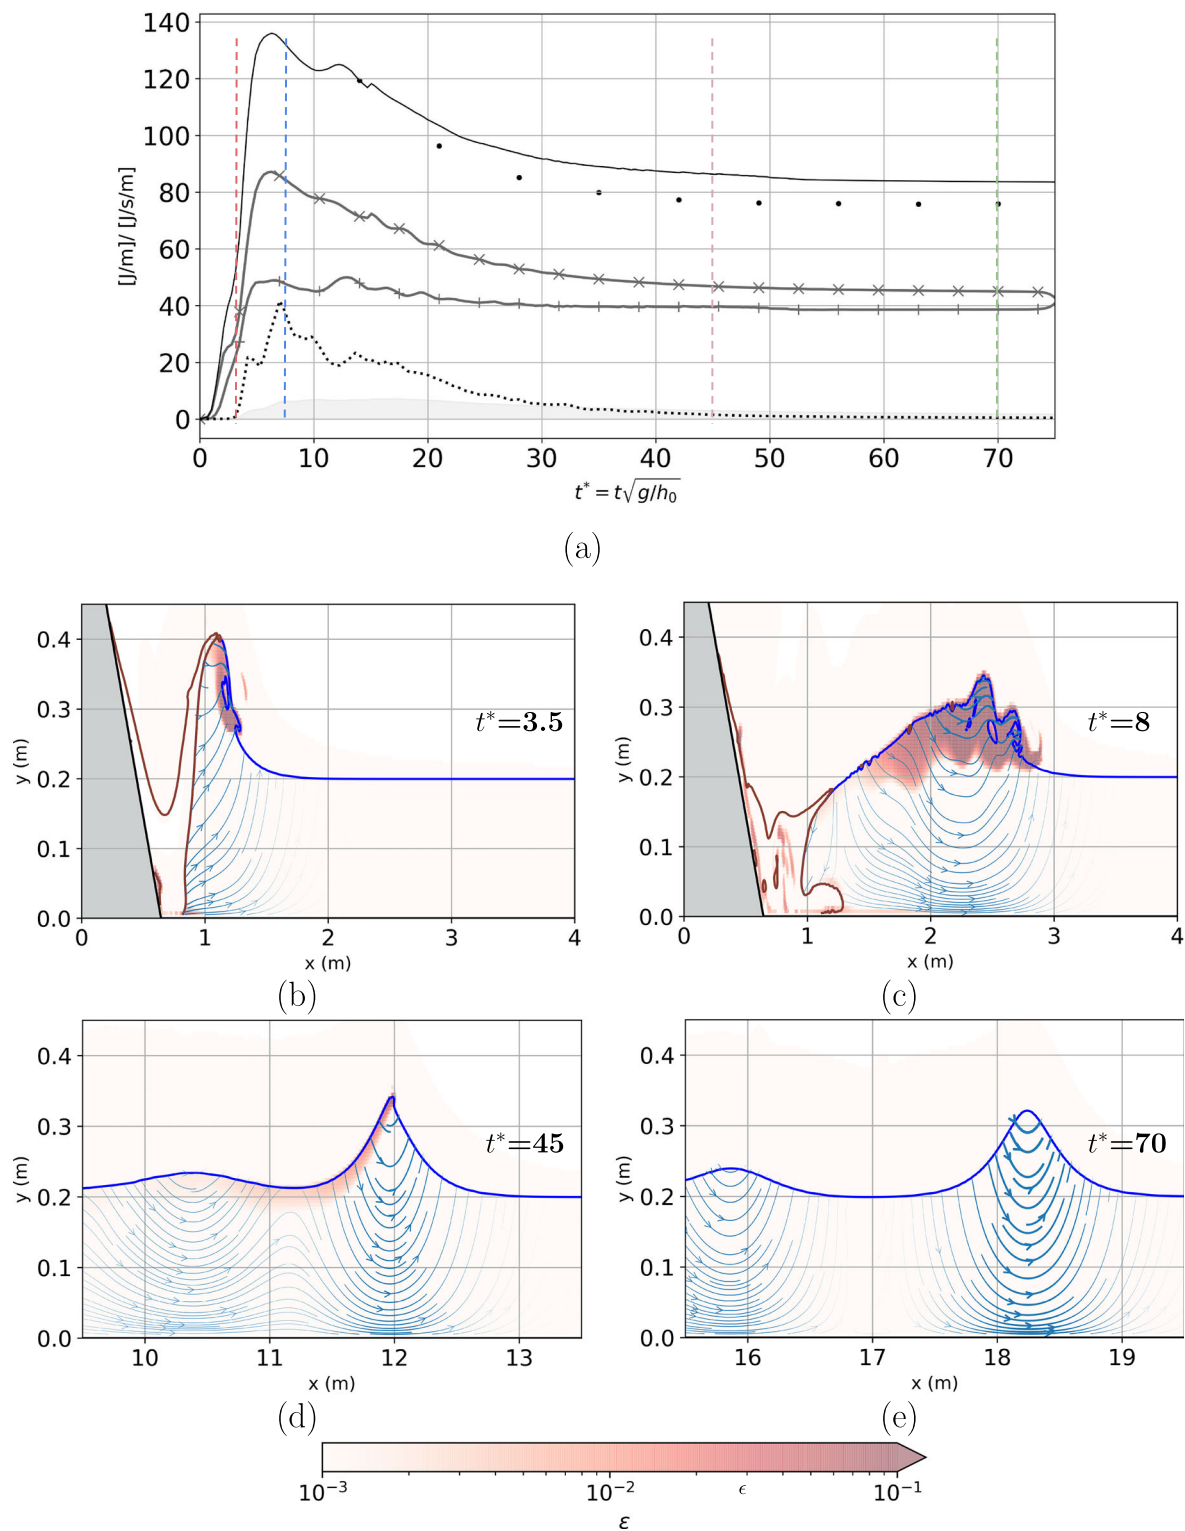 140
120
100
80
60
40
20
0
[J/m]/ [J/s/m]
0 10 20 30 40 50 60 70
t* = t√g/h₀
(a)
0.4
0.3
0.2
0.1
0.0
y (m)
t*=3.5
0 1 2 3 4
x (m)
(b)
0.4
0.3
0.2
0.1
0.0
y (m)
t*=8
0 1 2 3 4
x (m)
(c)
0.4
0.3
0.2
0.1
0.0
y (m)
t*=45
10 11 12 13
x (m)
(d)
0.4
0.3
0.2
0.1
0.0
y (m)
t*=70
16 17 18 19
x (m)
(e)
10⁻³ 10⁻² ϵ 10⁻¹
ε